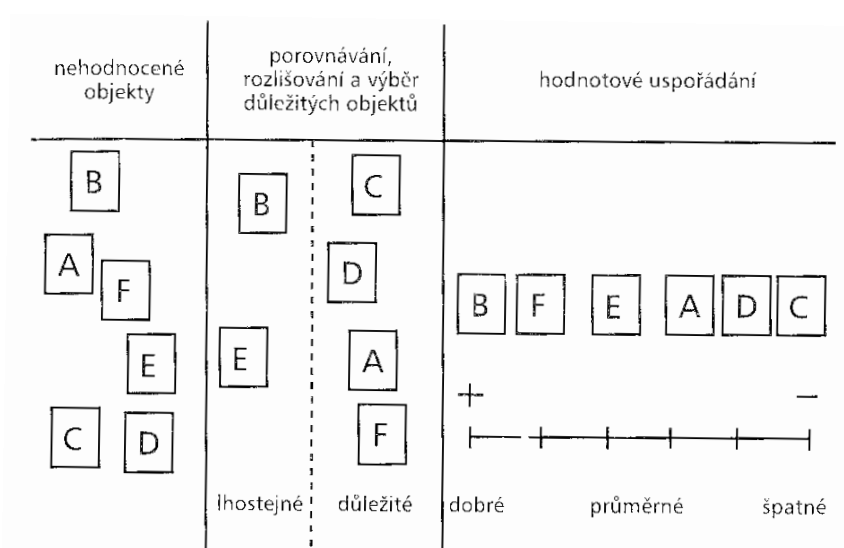 nehodnocené
objekty
porovnávání,
rozlišování a výběr
důležitých objektů
hodnotové uspořádání
B
A
F
E
C
D
B
E
C
D
A
F
B F E A D C
+ −
lhostejné
důležité
dobré
průměrné
špatné